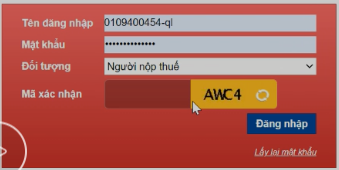 Tên đăng nhập 0109400454-ql
Mật khẩu ••••••••••••••
Đối tượng Người nộp thuế
Mã xác nhận AWC4
Đăng nhập
Lấy lại mật khẩu